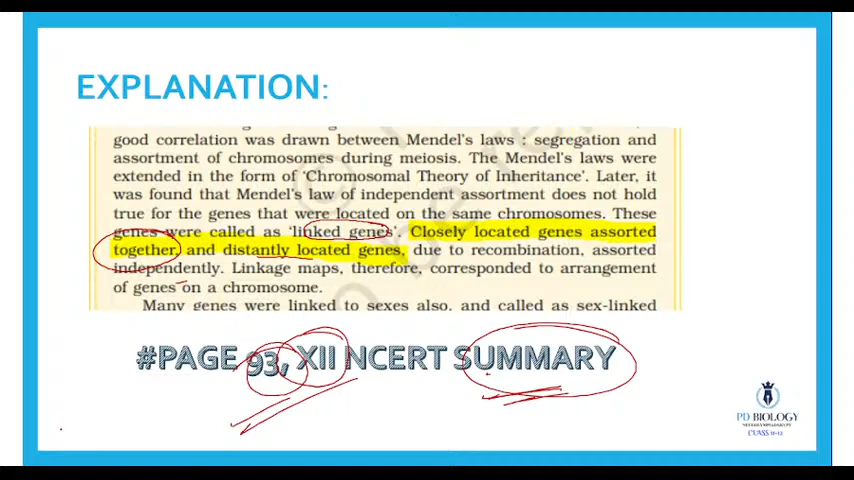 EXPLANATION:
good correlation was drawn between Mendel's laws : segregation and
assortment of chromosomes during meiosis. The Mendel's laws were
extended in the form of 'Chromosomal Theory of Inheritance'. Later, it
was found that Mendel's law of independent assortment does not hold
true for the genes that were located on the same chromosomes. These
genes were called as 'linked genes'. Closely located genes assorted
together, and distantly located genes, due to recombination, assorted
independently. Linkage maps, therefore, corresponded to arrangement
of genes on a chromosome.
Many genes were linked to sexes also, and called as sex-linked
#PAGE 93, XII NCERT SUMMARY
PD BIOLOGY
CLASS 11-12